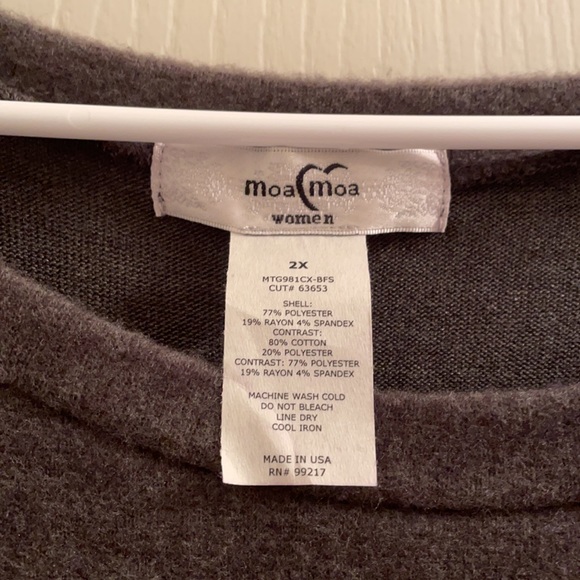 moa moa
women
2X
MTG981CX-BFS
CUT# 63653
SHELL:
77% POLYESTER
19% RAYON 4% SPANDEX
CONTRAST:
80% COTTON
20% POLYESTER
CONTRAST: 77% POLYESTER
19% RAYON 4% SPANDEX
MACHINE WASH COLD
DO NOT BLEACH
LINE DRY
COOL IRON
MADE IN USA
RN# 99217